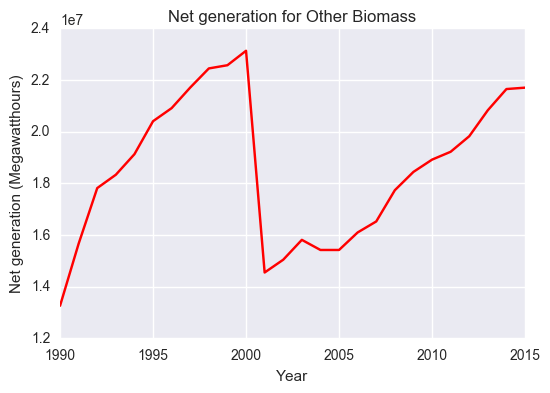 Net generation for Other Biomass
1e7
2.4
2.2
2.0
1.8
1.6
1.4
1.2
Net generation (Megawatthours)
1990 1995 2000 2005 2010 2015
Year